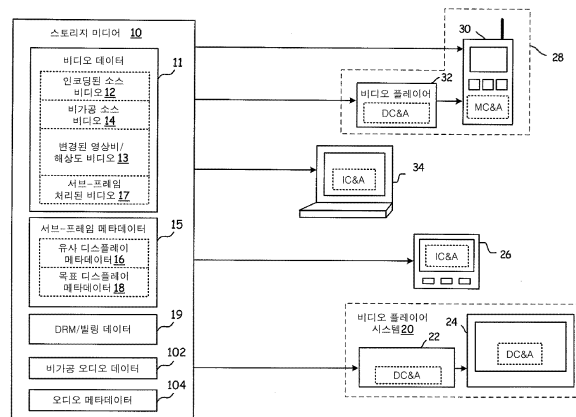 스토리지 미디어 10
비디오 데이터
11
인코딩된 소스
비디오 12
비가공 소스
비디오 14
변경된 영상비/
해상도 비디오 13
서브-프레임
처리된 비디오 17
서브-프레임 메타데이터
15
유사 디스플레이
메타데이터 16
목표 디스플레이
메타데이터 18
DRM/빌링 데이터
19
비가공 오디오 데이터
102
오디오 메타데이터
104
30
28
32
비디오 플레이어
DC&A
MC&A
IC&A
34
IC&A
26
비디오 플레이어
시스템 20
22
DC&A
24
DC&A